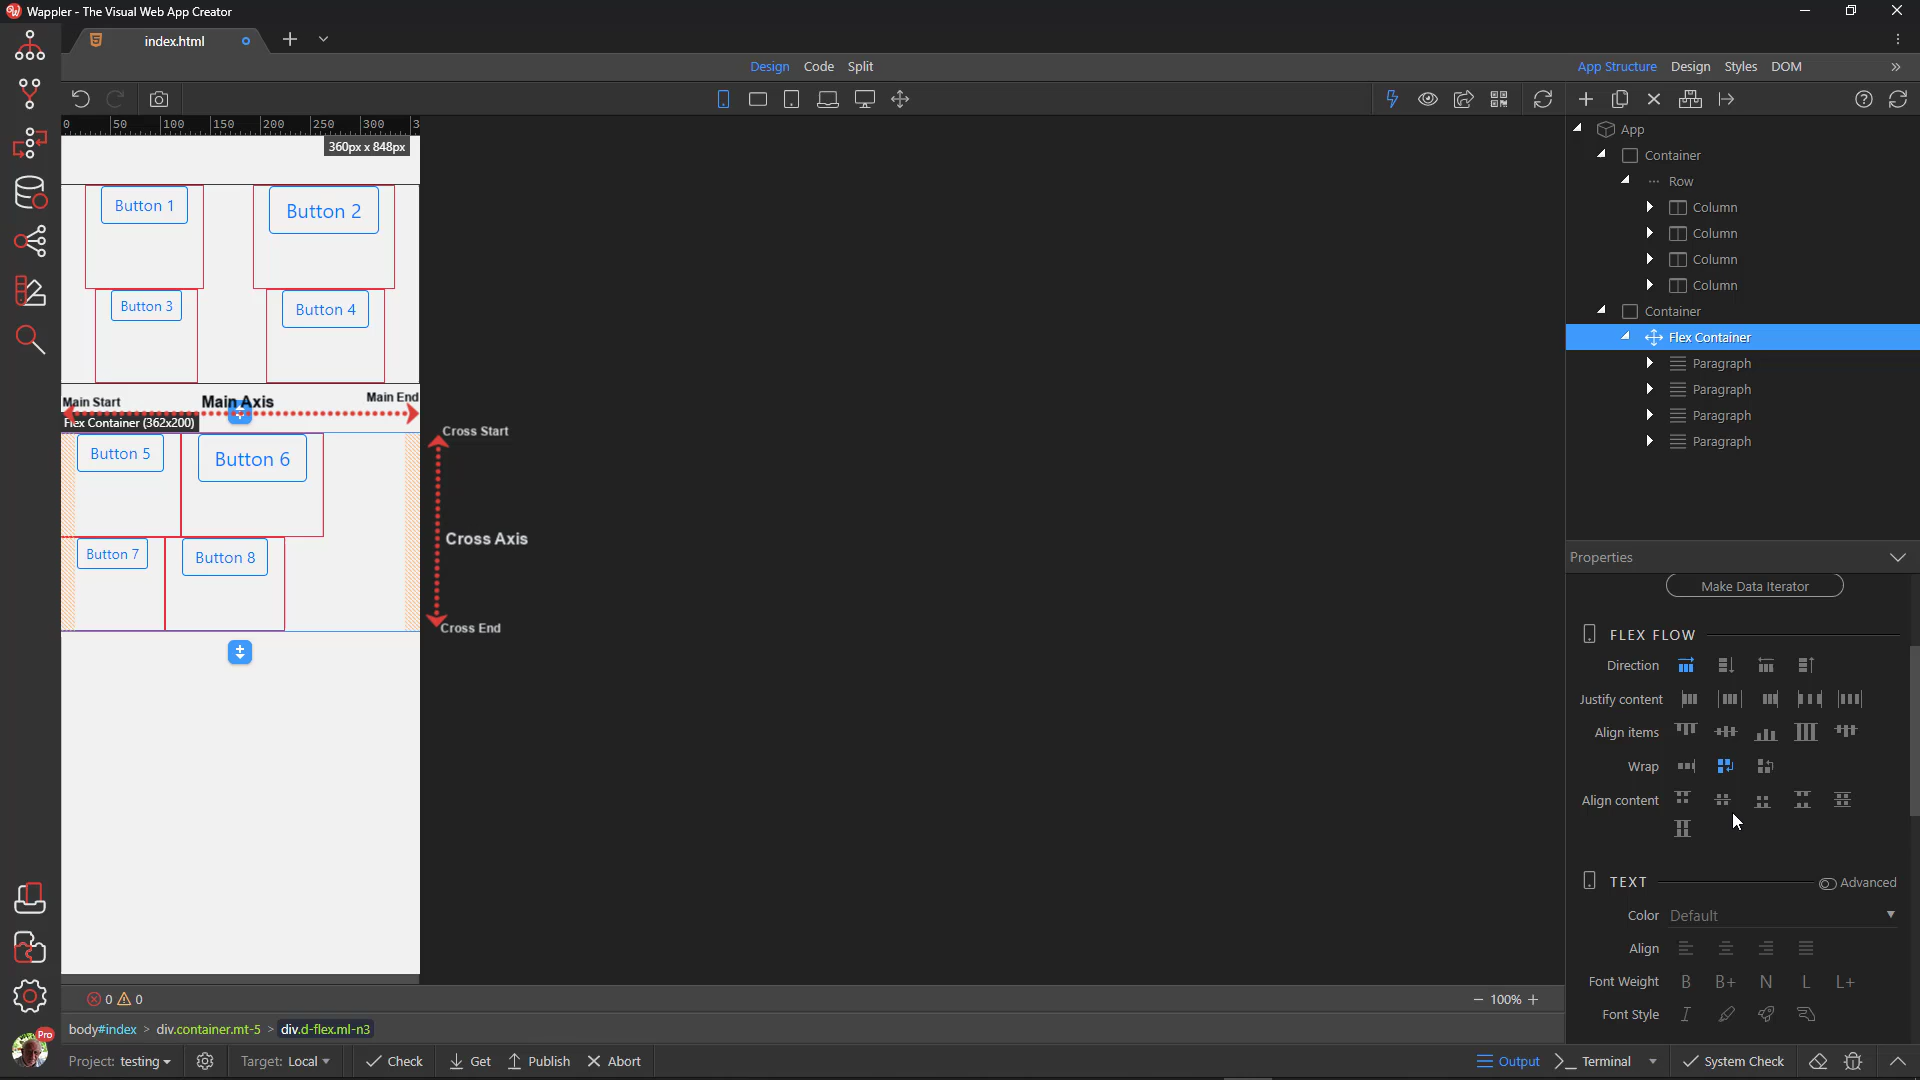 Wappler - The Visual Web App Creator
index.html
Design Code Split
App Structure Design Styles DOM
0 50 100 150 200 250 300 3
360px x 848px
App
Container
Row
Column
Column
Column
Column
Container
Flex Container
Paragraph
Paragraph
Paragraph
Paragraph
Button 1
Button 2
Button 3
Button 4
Main Start
Main Axis
Main End
Flex Container (362x200)
Button 5
Button 6
Button 7
Button 8
Cross Start
Cross Axis
Cross End
Properties
Make Data Iterator
FLEX FLOW
Direction
Justify content
Align items
Wrap
Align content
TEXT
Advanced
Color Default
Align
Font Weight B B+ N L L+
Font Style I
0 0
100%
body#index > div.container.mt-5 > div.d-flex.ml-n3
Pro
Project: testing
Target: Local
Check Get Publish Abort
Output Terminal System Check